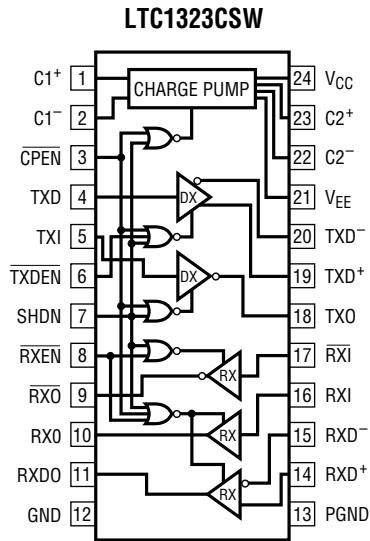 LTC1323CSW
C1+ 1
C1− 2
CPEN 3
TXD 4
TXI 5
TXDEN 6
SHDN 7
RXEN 8
RXO 9
RX0 10
RXDO 11
GND 12
CHARGE PUMP
DX
DX
RX
RX
RX
24 VCC
23 C2+
22 C2−
21 VEE
20 TXD−
19 TXD+
18 TXO
17 RXI
16 RXI
15 RXD−
14 RXD+
13 PGND